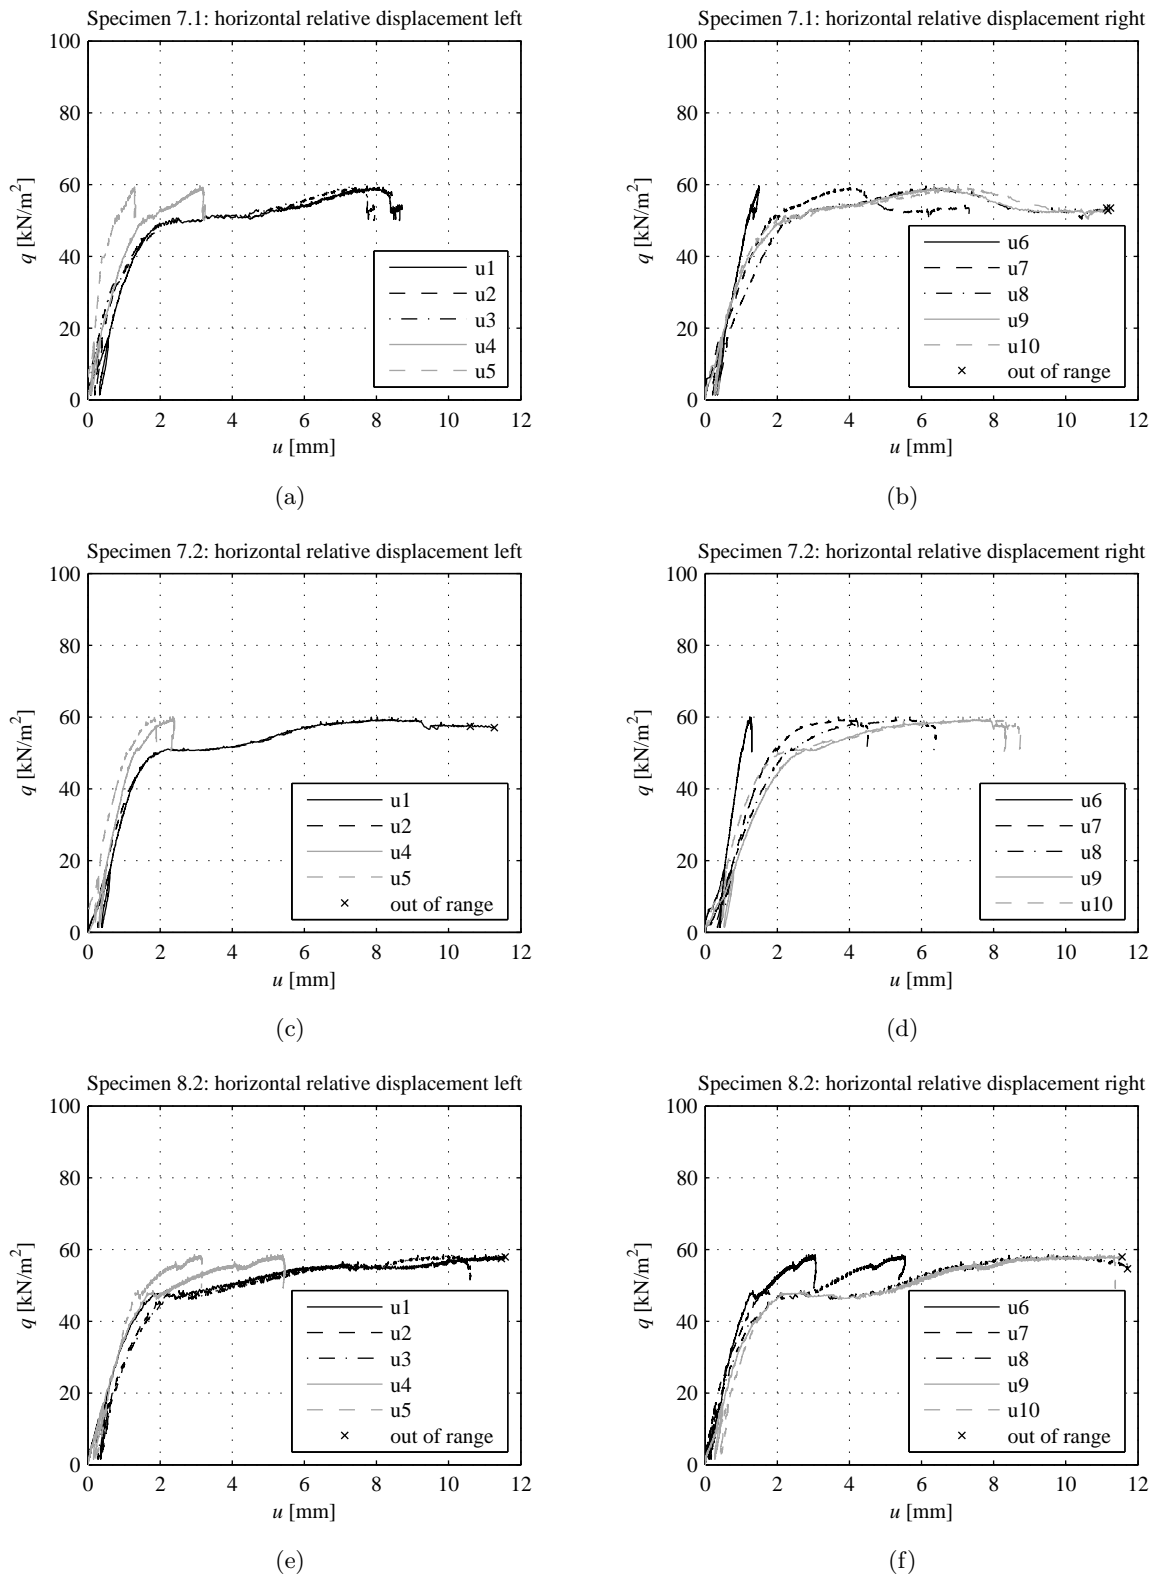 Specimen 7.1: horizontal relative displacement left
100
80
60
40
20
0
q [kN/m²]
u1
u2
u3
u4
u5
0 2 4 6 8 10 12
u [mm]
(a)
Specimen 7.1: horizontal relative displacement right
100
80
60
40
20
0
q [kN/m²]
u6
u7
u8
u9
u10
out of range
0 2 4 6 8 10 12
u [mm]
(b)
Specimen 7.2: horizontal relative displacement left
100
80
60
40
20
0
q [kN/m²]
u1
u2
u4
u5
out of range
0 2 4 6 8 10 12
u [mm]
(c)
Specimen 7.2: horizontal relative displacement right
100
80
60
40
20
0
q [kN/m²]
u6
u7
u8
u9
u10
0 2 4 6 8 10 12
u [mm]
(d)
Specimen 8.2: horizontal relative displacement left
100
80
60
40
20
0
q [kN/m²]
u1
u2
u3
u4
u5
out of range
0 2 4 6 8 10 12
u [mm]
(e)
Specimen 8.2: horizontal relative displacement right
100
80
60
40
20
0
q [kN/m²]
u6
u7
u8
u9
u10
out of range
0 2 4 6 8 10 12
u [mm]
(f)